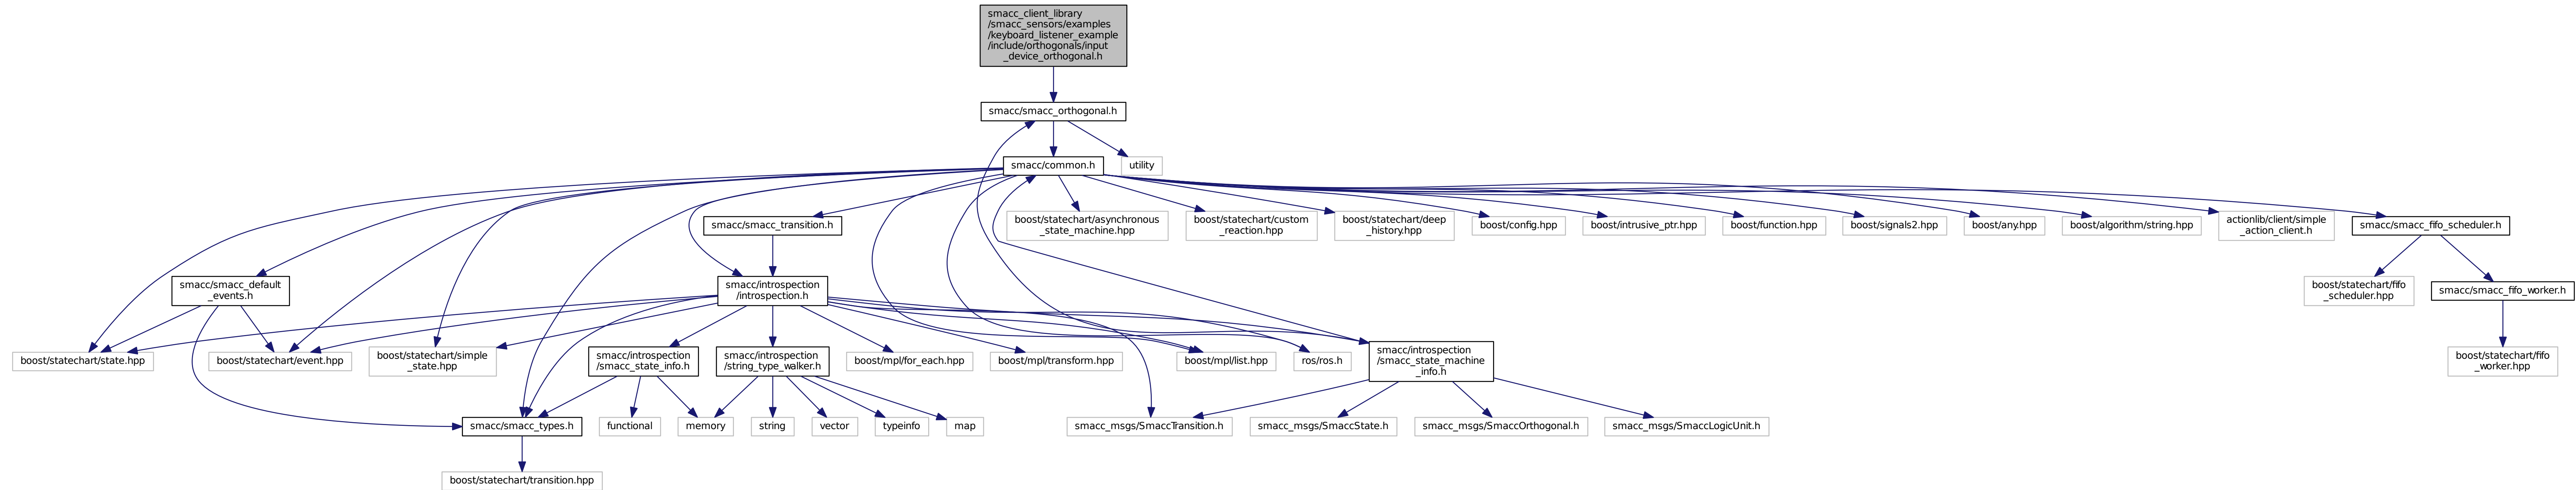 smacc_client_library
/smacc_sensors/examples
/keyboard_listener_example
/include/orthogonals/input
_device_orthogonal.h
smacc/smacc_orthogonal.h
smacc/common.h
utility
smacc/smacc_transition.h
boost/statechart/asynchronous
_state_machine.hpp
boost/statechart/custom
_reaction.hpp
boost/statechart/deep
_history.hpp
boost/config.hpp
boost/intrusive_ptr.hpp
boost/function.hpp
boost/signals2.hpp
boost/any.hpp
boost/algorithm/string.hpp
actionlib/client/simple
_action_client.h
smacc/smacc_fifo_scheduler.h
smacc/smacc_default
_events.h
smacc/introspection
/introspection.h
boost/statechart/fifo
_scheduler.hpp
smacc/smacc_fifo_worker.h
boost/statechart/state.hpp
boost/statechart/event.hpp
boost/statechart/simple
_state.hpp
smacc/introspection
/smacc_state_info.h
smacc/introspection
/string_type_walker.h
boost/mpl/for_each.hpp
boost/mpl/transform.hpp
boost/mpl/list.hpp
ros/ros.h
smacc/introspection
/smacc_state_machine
_info.h
boost/statechart/fifo
_worker.hpp
smacc/smacc_types.h
functional
memory
string
vector
typeinfo
map
smacc_msgs/SmaccTransition.h
smacc_msgs/SmaccState.h
smacc_msgs/SmaccOrthogonal.h
smacc_msgs/SmaccLogicUnit.h
boost/statechart/transition.hpp